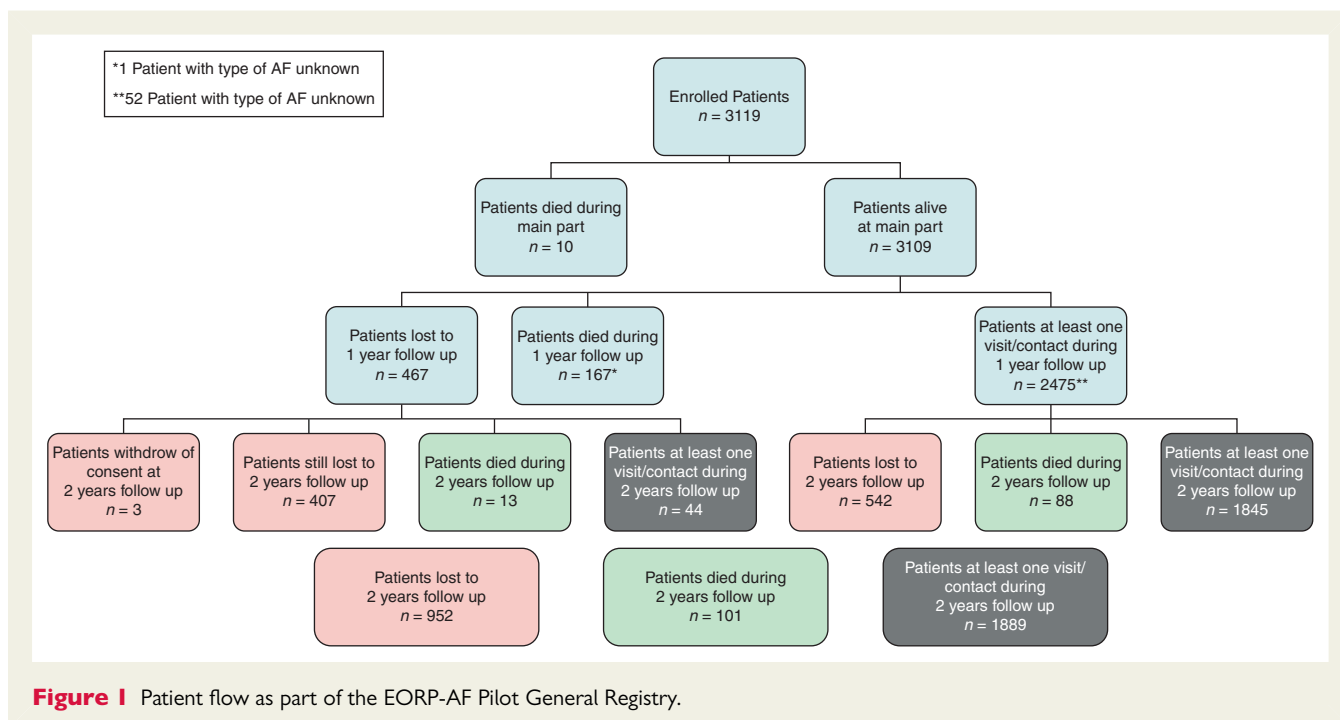 *1 Patient with type of AF unknown
**52 Patient with type of AF unknown
Enrolled Patients
n = 3119
Patients died during
main part
n = 10
Patients alive
at main part
n = 3109
Patients lost to
1 year follow up
n = 467
Patients died during
1 year follow up
n = 167*
Patients at least one
visit/contact during
1 year follow up
n = 2475**
Patients withdrow of
consent at
2 years follow up
n = 3
Patients still lost to
2 years follow up
n = 407
Patients died during
2 years follow up
n = 13
Patients at least one
visit/contact during
2 years follow up
n = 44
Patients lost to
2 years follow up
n = 542
Patients died during
2 years follow up
n = 88
Patients at least one
visit/contact during
2 years follow up
n = 1845
Patients lost to
2 years follow up
n = 952
Patients died during
2 years follow up
n = 101
Patients at least one visit/
contact during
2 years follow up
n = 1889
Figure 1 Patient flow as part of the EORP-AF Pilot General Registry.